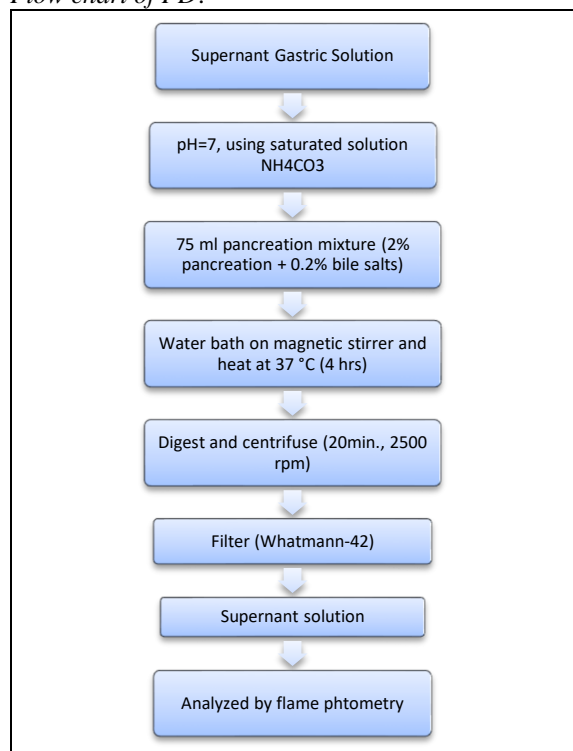 Flow chart of PD:
Supernant Gastric Solution
pH=7, using saturated solution
NH4CO3
75 ml pancreation mixture (2%
pancreation + 0.2% bile salts)
Water bath on magnetic stirrer and
heat at 37 °C (4 hrs)
Digest and centrifuse (20min., 2500
rpm)
Filter (Whatmann-42)
Supernant solution
Analyzed by flame phtometry